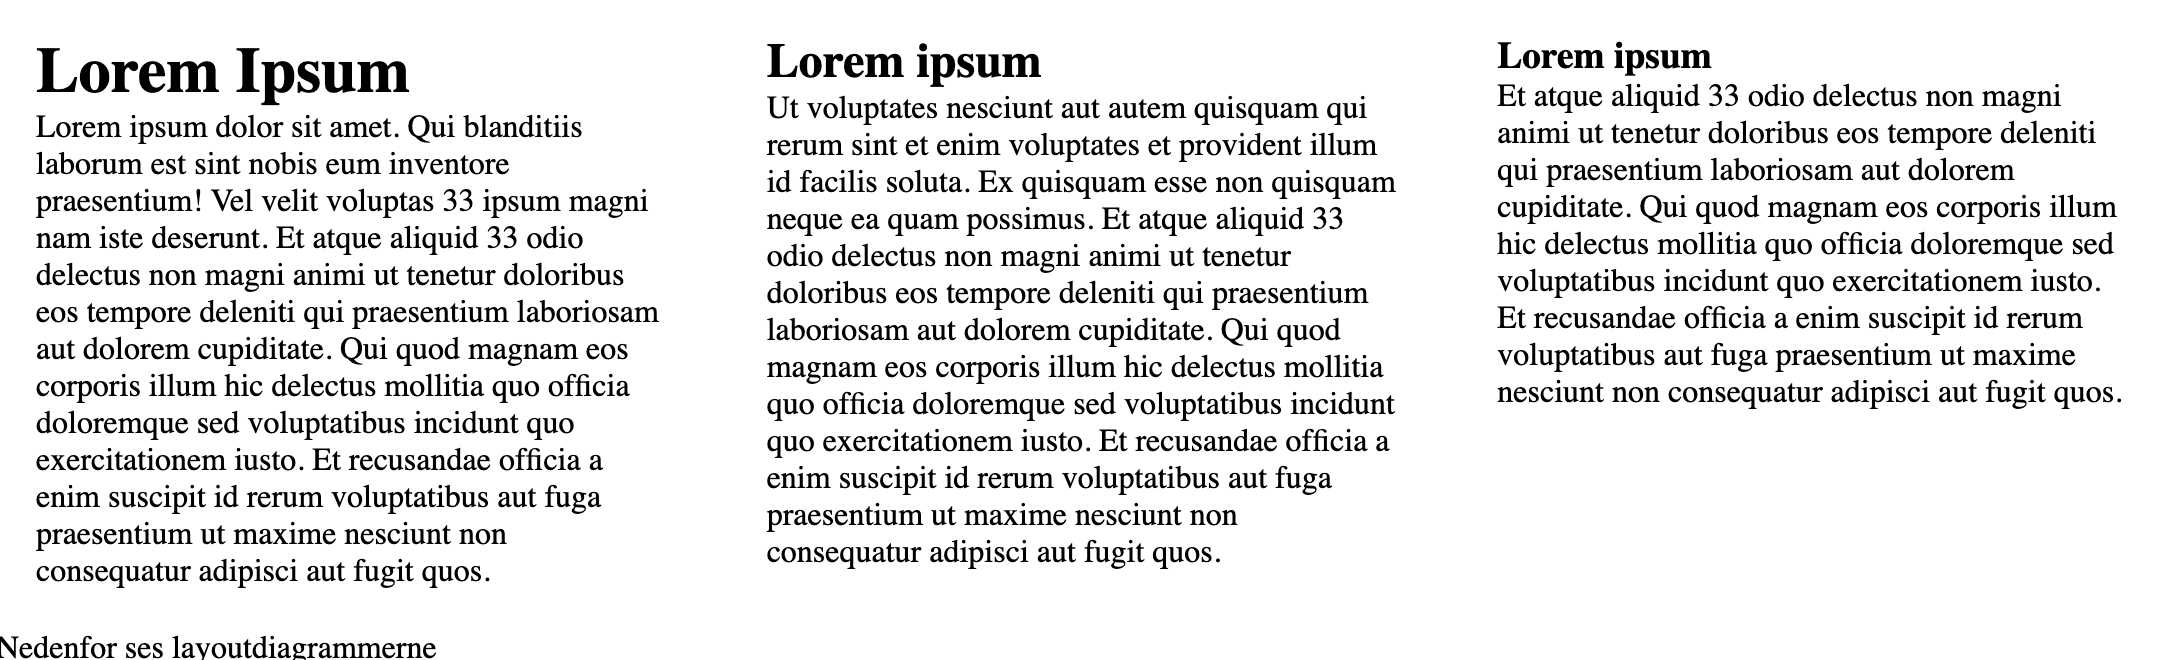 Lorem Ipsum
Lorem ipsum dolor sit amet. Qui blanditiis
laborum est sint nobis eum inventore
praesentium! Vel velit voluptas 33 ipsum magni
nam iste deserunt. Et atque aliquid 33 odio
delectus non magni animi ut tenetur doloribus
eos tempore deleniti qui praesentium laboriosam
aut dolorem cupiditate. Qui quod magnam eos
corporis illum hic delectus mollitia quo officia
doloremque sed voluptatibus incidunt quo
exercitationem iusto. Et recusandae officia a
enim suscipit id rerum voluptatibus aut fuga
praesentium ut maxime nesciunt non
consequatur adipisci aut fugit quos.
Lorem ipsum
Ut voluptates nesciunt aut autem quisquam qui
rerum sint et enim voluptates et provident illum
id facilis soluta. Ex quisquam esse non quisquam
neque ea quam possimus. Et atque aliquid 33
odio delectus non magni animi ut tenetur
doloribus eos tempore deleniti qui praesentium
laboriosam aut dolorem cupiditate. Qui quod
magnam eos corporis illum hic delectus mollitia
quo officia doloremque sed voluptatibus incidunt
quo exercitationem iusto. Et recusandae officia a
enim suscipit id rerum voluptatibus aut fuga
praesentium ut maxime nesciunt non
consequatur adipisci aut fugit quos.
Lorem ipsum
Et atque aliquid 33 odio delectus non magni
animi ut tenetur doloribus eos tempore deleniti
qui praesentium laboriosam aut dolorem
cupiditate. Qui quod magnam eos corporis illum
hic delectus mollitia quo officia doloremque sed
voluptatibus incidunt quo exercitationem iusto.
Et recusandae officia a enim suscipit id rerum
voluptatibus aut fuga praesentium ut maxime
nesciunt non consequatur adipisci aut fugit quos.
Nedenfor ses layoutdiagrammerne